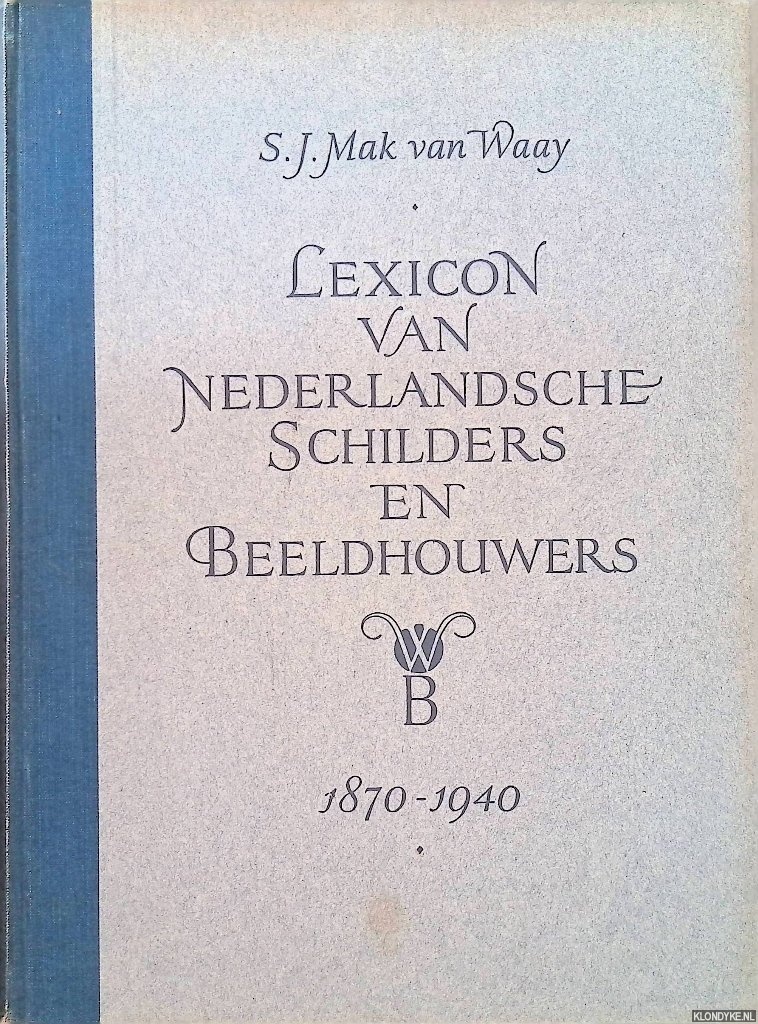 S. J. Mak van Waay
LEXICON
VAN
NEDERLANDSCHE
SCHILDERS
EN
BEELDHOUWERS
W
B
1870-1940
KLONDYKE.NL